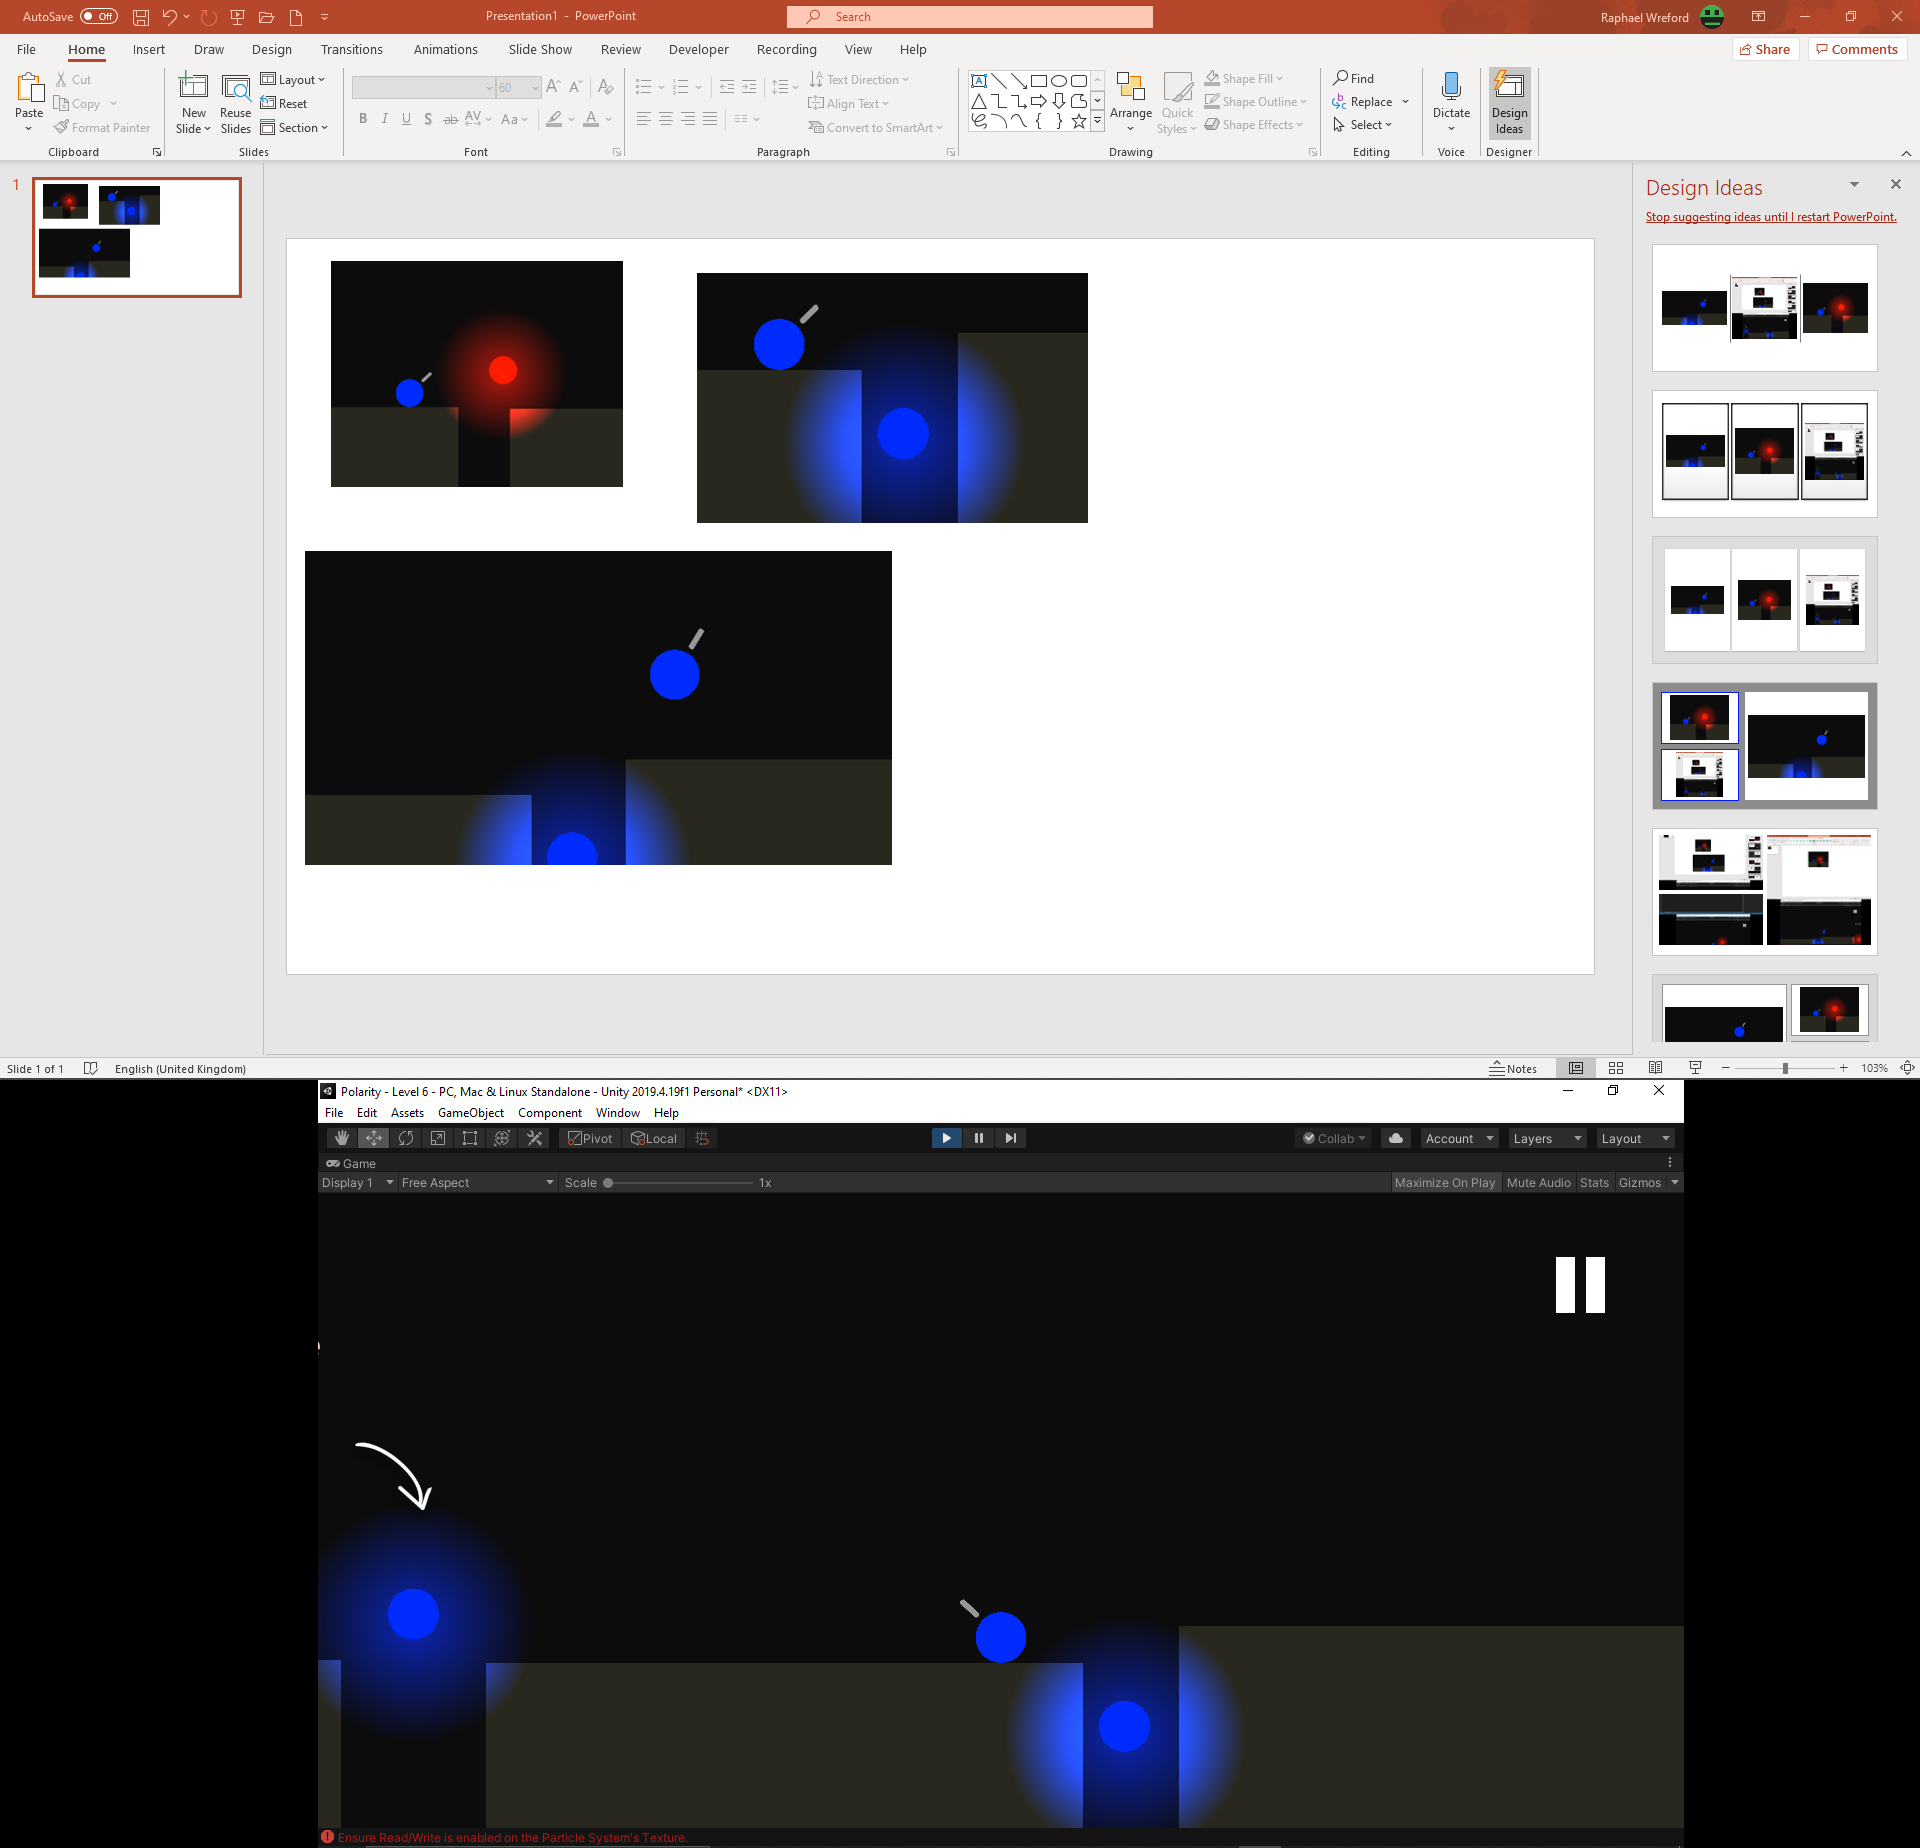 AutoSave Off Presentation1 - PowerPoint Search Raphael Wreford
File Home Insert Draw Design Transitions Animations Slide Show Review Developer Recording View Help Share Comments
Paste
Cut
Copy
Format Painter
Clipboard
New Slide
Reuse Slides
Layout
Reset
Section
Slides
60
B I U S ab AV Aa A
Font
Text Direction
Align Text
Convert to SmartArt
Paragraph
Arrange
Quick Styles
Shape Fill
Shape Outline
Shape Effects
Drawing
Find
Replace
Select
Editing
Dictate
Voice
Design Ideas
Designer
1
Design Ideas
Stop suggesting ideas until I restart PowerPoint.
Slide 1 of 1 English (United Kingdom) Notes 103%
Polarity - Level 6 - PC, Mac & Linux Standalone - Unity 2019.4.19f1 Personal* <DX11>
File Edit Assets GameObject Component Window Help
Pivot Local Collab Account Layers Layout
Game
Display 1 Free Aspect Scale 1x Maximize On Play Mute Audio Stats Gizmos
Ensure Read/Write is enabled on the Particle System's Texture.